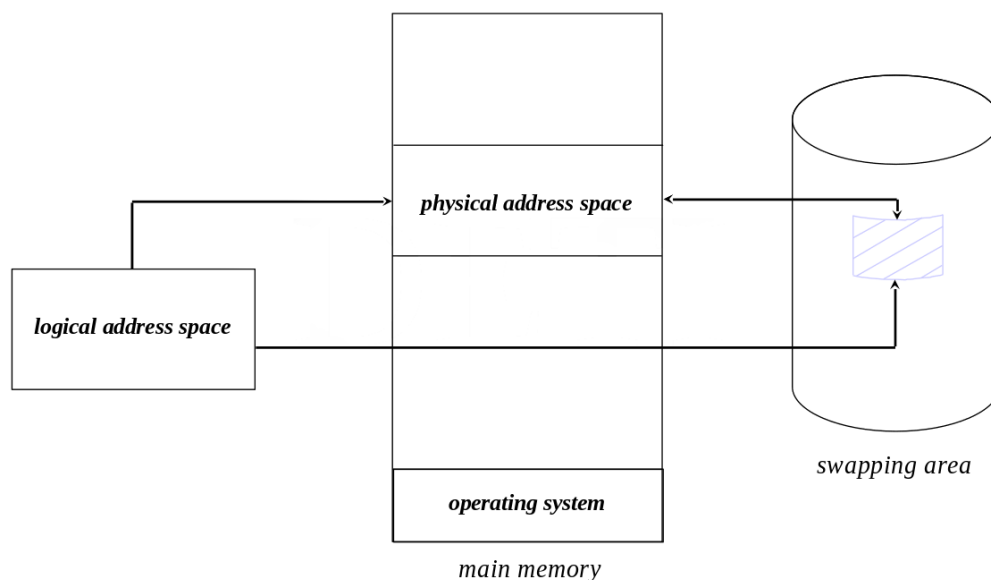 physical address space
logical address space
swapping area
operating system
main memory